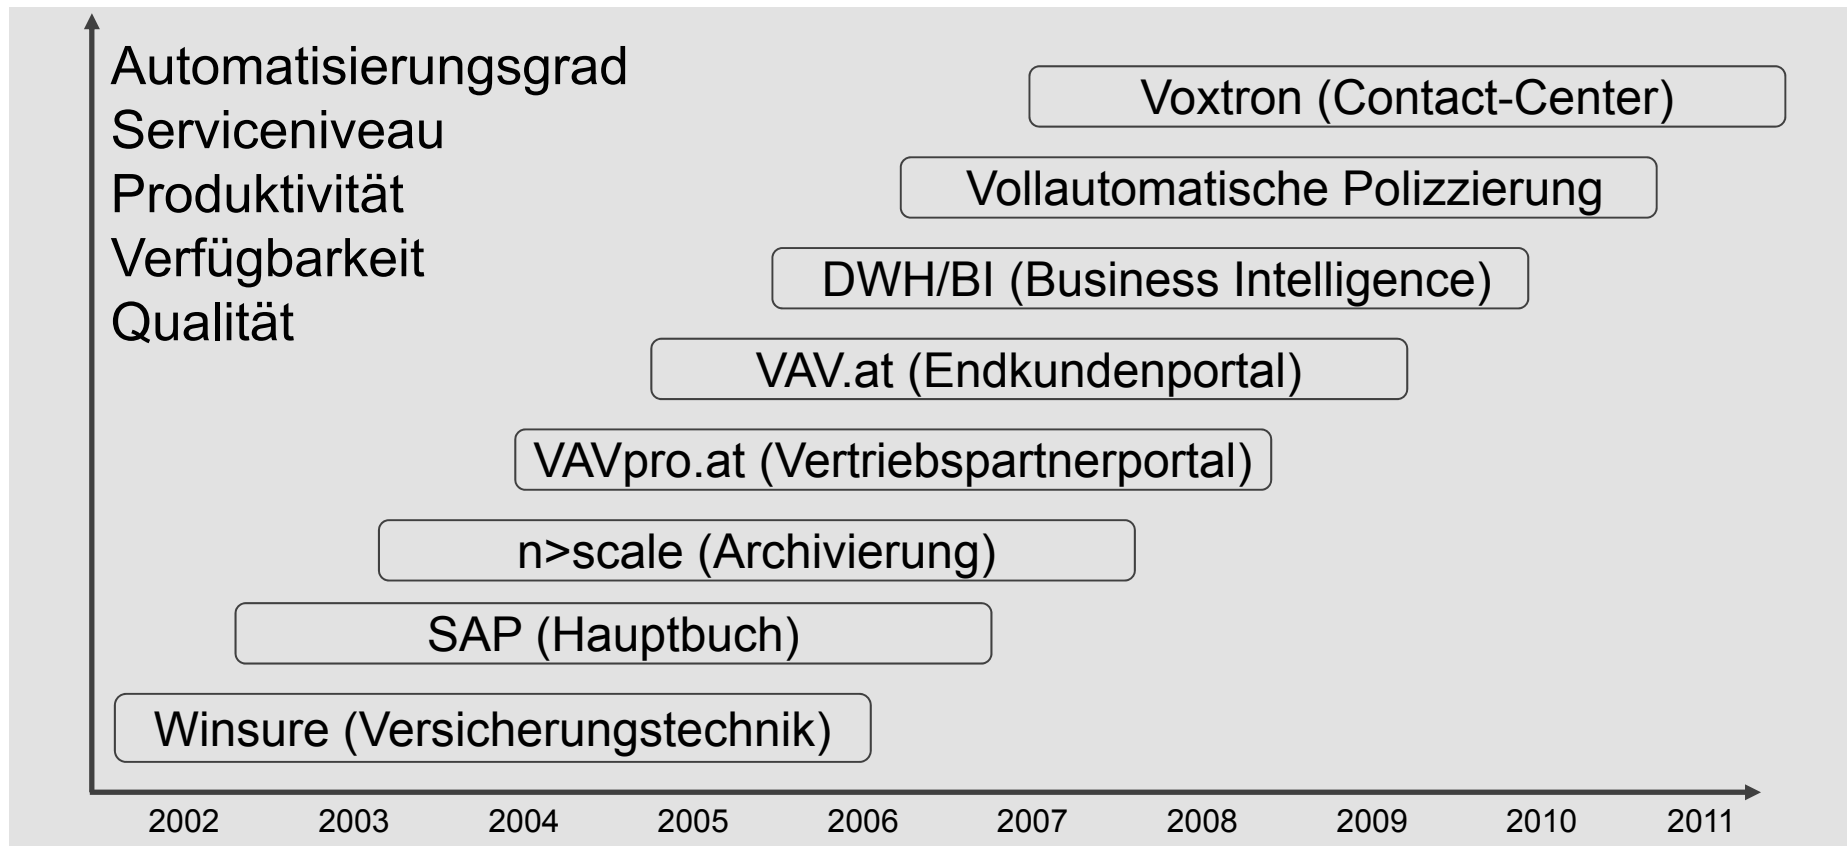 Automatisierungsgrad
Serviceniveau
Produktivität
Verfügbarkeit
Qualität
Voxtron (Contact-Center)
Vollautomatische Polizzierung
DWH/BI (Business Intelligence)
VAV.at (Endkundenportal)
VAVpro.at (Vertriebspartnerportal)
n>scale (Archivierung)
SAP (Hauptbuch)
Winsure (Versicherungstechnik)
2002 2003 2004 2005 2006 2007 2008 2009 2010 2011